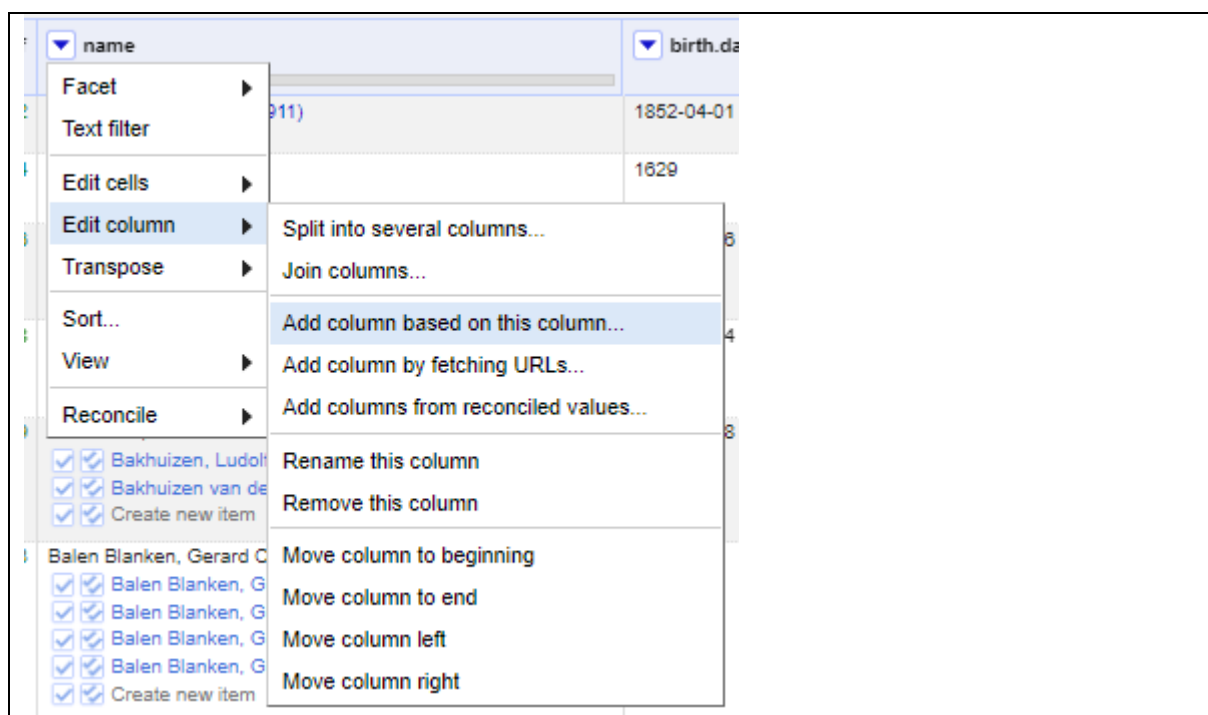 name
birth.da
Facet
911)
1852-04-01
Text filter
1629
Edit cells
Edit column
Split into several columns...
6
Transpose
Join columns...
Sort...
Add column based on this column...
4
View
Add column by fetching URLs...
Reconcile
Add columns from reconciled values...
8
Bakhuizen, Ludolf
Rename this column
Bakhuizen van de
Remove this column
Create new item
Balen Blanken, Gerard C
Move column to beginning
Balen Blanken, G
Move column to end
Balen Blanken, G
Balen Blanken, G
Move column left
Balen Blanken, G
Move column right
Create new item